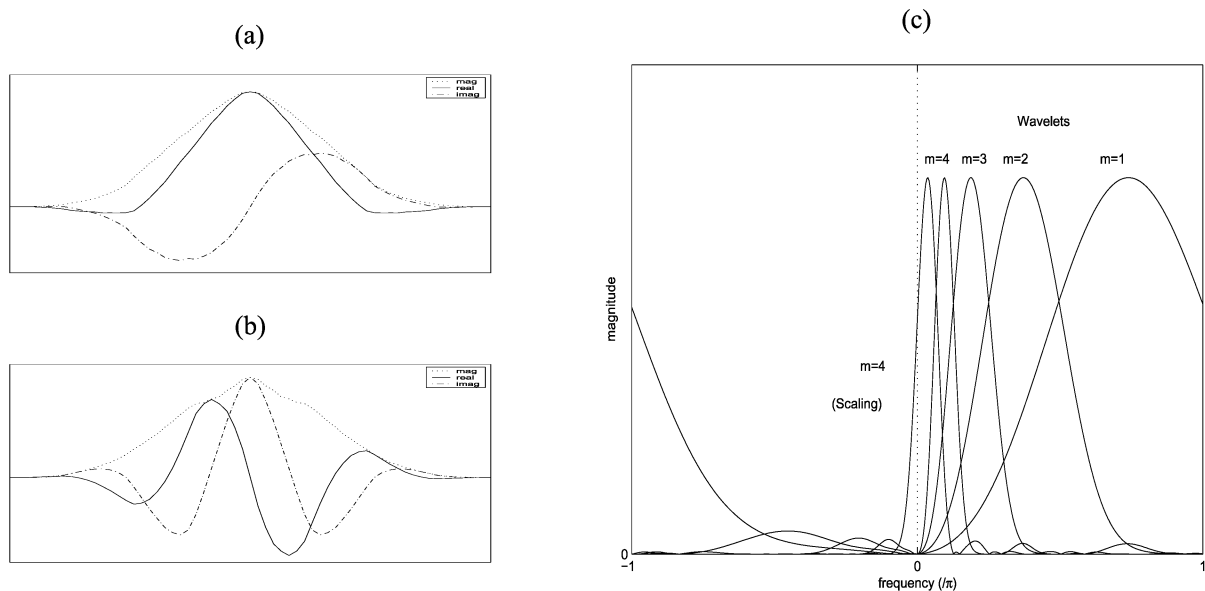 (a)
mag
real
imag
(b)
mag
real
imag
(c)
Wavelets
m=4 m=3 m=2 m=1
m=4
(Scaling)
magnitude
0
−1 0 1
frequency (/π)